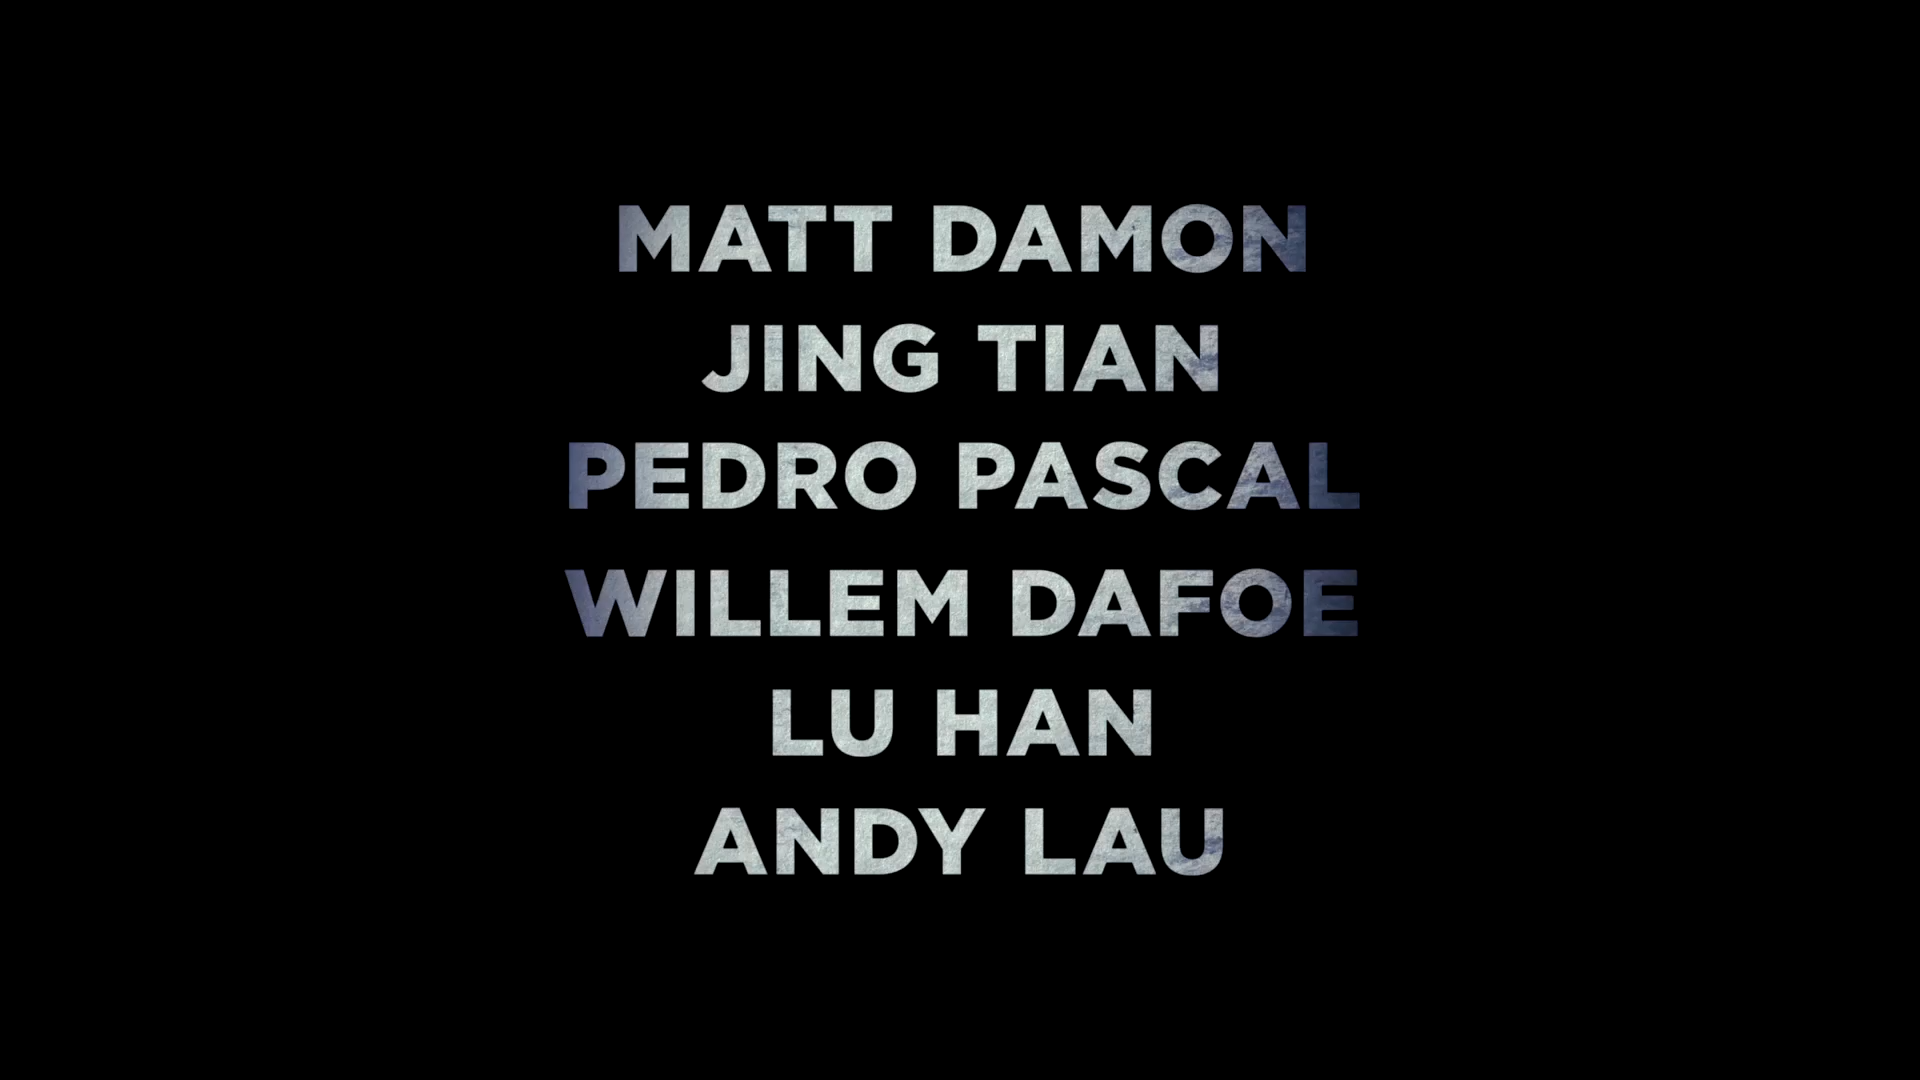 MATT DAMON
JING TIAN
PEDRO PASCAL
WILLEM DAFOE
LU HAN
ANDY LAU